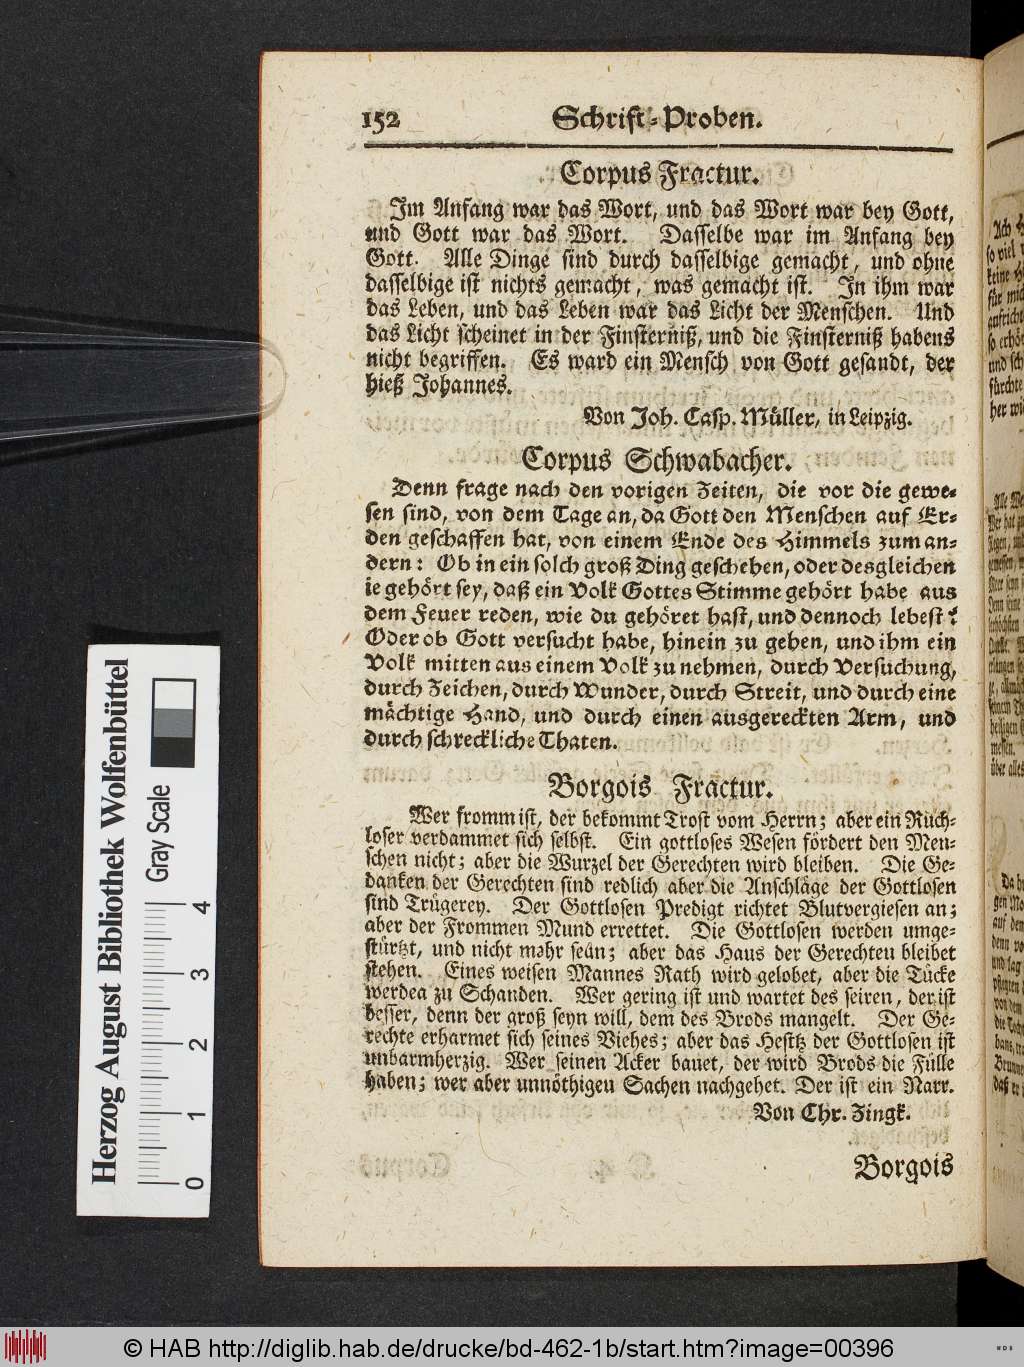 152 Schrift-Proben.
Corpus Fractur.
Im Anfang war das Wort, und das Wort war bey Gott,
und Gott war das Wort. Dasselbe war im Anfang bey
Gott. Alle Dinge sind durch dasselbige gemacht, und ohne
dasselbige ist nichts gemacht, was gemacht ist. In ihm war
das Leben, und das Leben war das Licht der Menschen. Und
das Licht scheinet in der Finsterniß, und die Finsterniß habens
nicht begriffen. Es ward ein Mensch von Gott gesandt, der
hieß Johannes.
Von Joh. Casp. Müller, in Leipzig.
Corpus Schwabacher.
Denn frage nach den vorigen Zeiten, die vor die gewe-
sen sind, von dem Tage an, da Gott den Menschen auf Er-
den geschaffen hat, von einem Ende des Himmels zum an-
dern: Ob in ein solch groß Ding geschehen, oder desgleichen
ie gehört sey, daß ein Volk Gottes Stimme gehört habe aus
dem Feuer reden, wie du gehöret hast, und dennoch lebest?
Oder ob Gott versucht habe, hinein zu gehen, und ihm ein
Volk mitten aus einem Volk zu nehmen, durch Versuchung,
durch Zeichen, durch Wunder, durch Streit, und durch eine
mächtige Hand, und durch einen ausgereckten Arm, und
durch schreckliche Thaten.
Borgois Fractur.
Wer fromm ist, der bekommt Trost vom Herrn; aber ein Ruch-
loser verdammet sich selbst. Ein gottloses Wesen fördert den Men-
schen nicht; aber die Wurzel der Gerechten wird bleiben. Die Ge-
danken der Gerechten sind redlich aber die Anschläge der Gottlosen
sind Trügerey. Der Gottlosen Predigt richtet Blutvergiesen an;
aber der Frommen Mund errettet. Die Gottlosen werden umge-
stürtzt, und nicht mehr seän; aber das Haus der Gerechteu bleibet
stehen. Eines weisen Mannes Rath wird gelobet, aber die Tücke
werdea zu Schanden. Wer gering ist und wartet des seiren, der ist
besser, denn der groß seyn will, dem des Brods mangelt. Der Ge-
rechte erharmet sich seines Viehes; aber das Hestz der Gottlosen ist
unbarmherzig. Wer seinen Acker bauet, der wird Brods die Fülle
haben; wer aber unnöthigeu Sachen nachgehet. Der ist ein Narr.
Von Chr. Zingk.
Borgois
Herzog August Bibliothek Wolfenbüttel
Gray Scale
0 1 2 3 4
© HAB http://diglib.hab.de/drucke/bd-462-1b/start.htm?image=00396